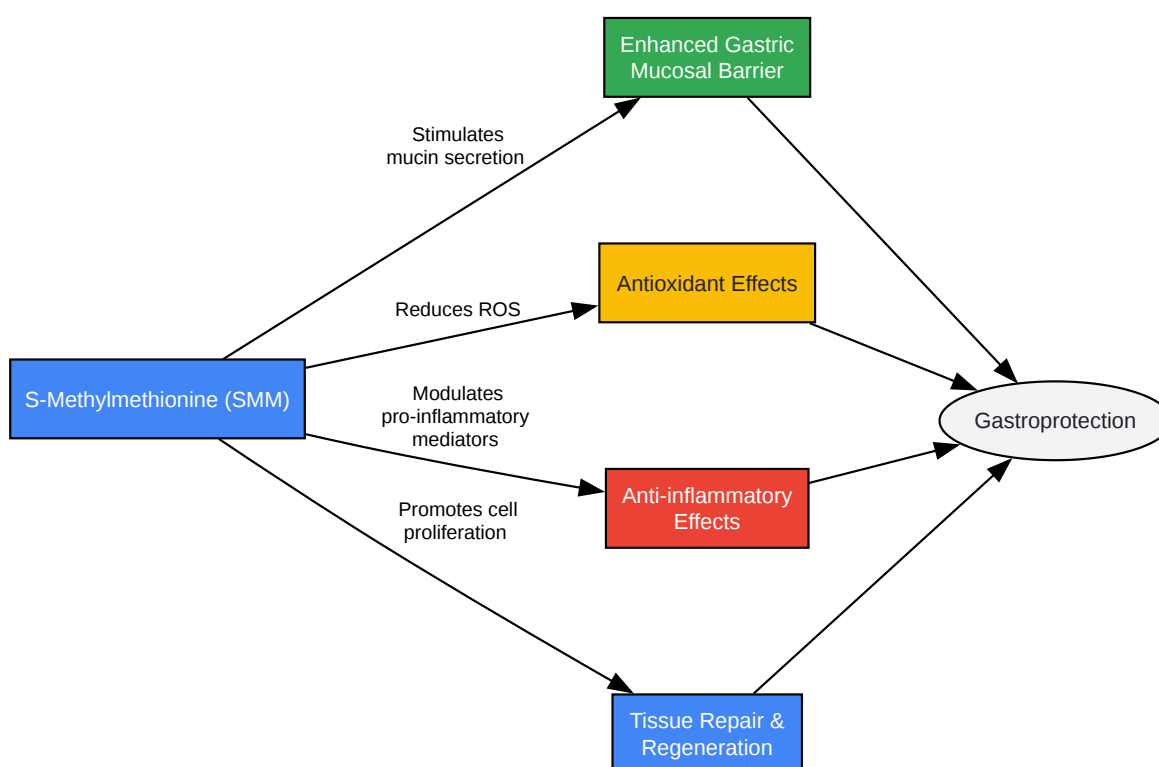 Enhanced Gastric
Mucosal Barrier
Stimulates
mucin secretion
Antioxidant Effects
Reduces ROS
S-Methylmethionine (SMM)
Modulates
pro-inflammatory
mediators
Gastroprotection
Anti-inflammatory
Effects
Promotes cell
proliferation
Tissue Repair &
Regeneration